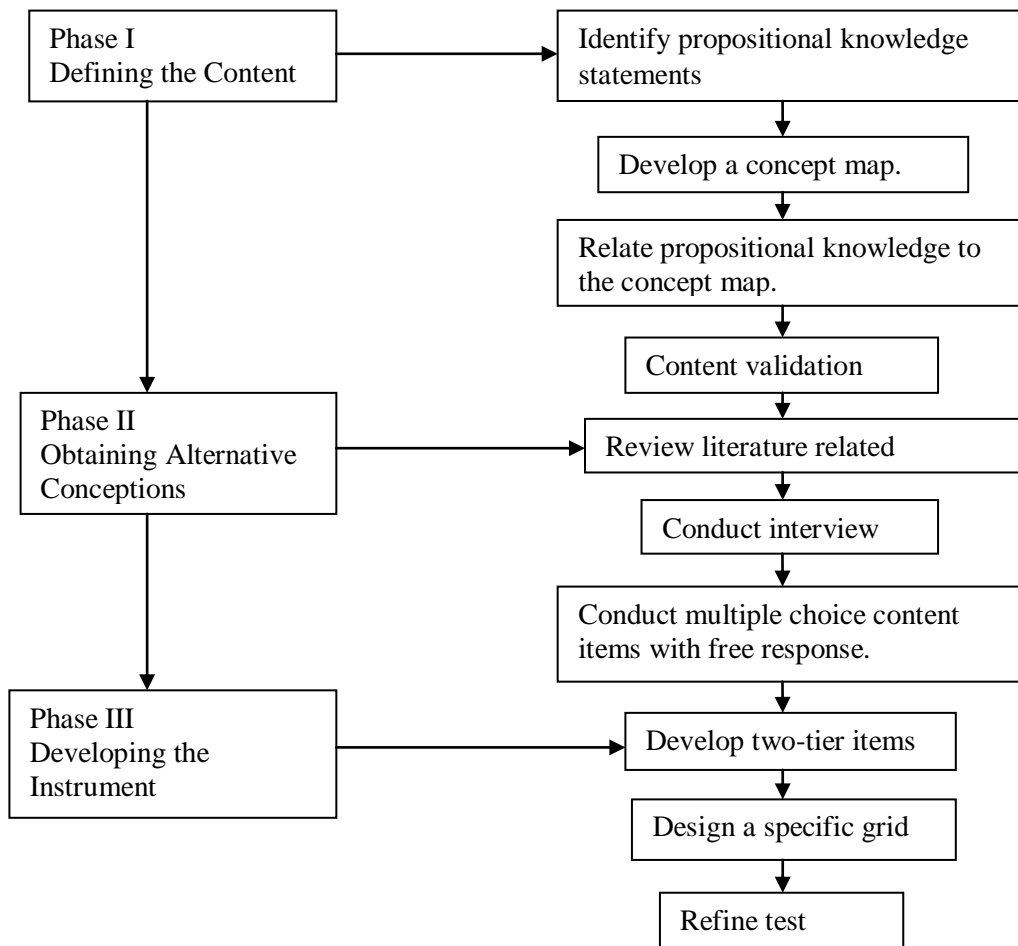 Phase I
Defining the Content
Identify propositional knowledge
statements
Develop a concept map.
Relate propositional knowledge to
the concept map.
Content validation
Phase II
Obtaining Alternative
Conceptions
Review literature related
Conduct interview
Conduct multiple choice content
items with free response.
Phase III
Developing the
Instrument
Develop two-tier items
Design a specific grid
Refine test